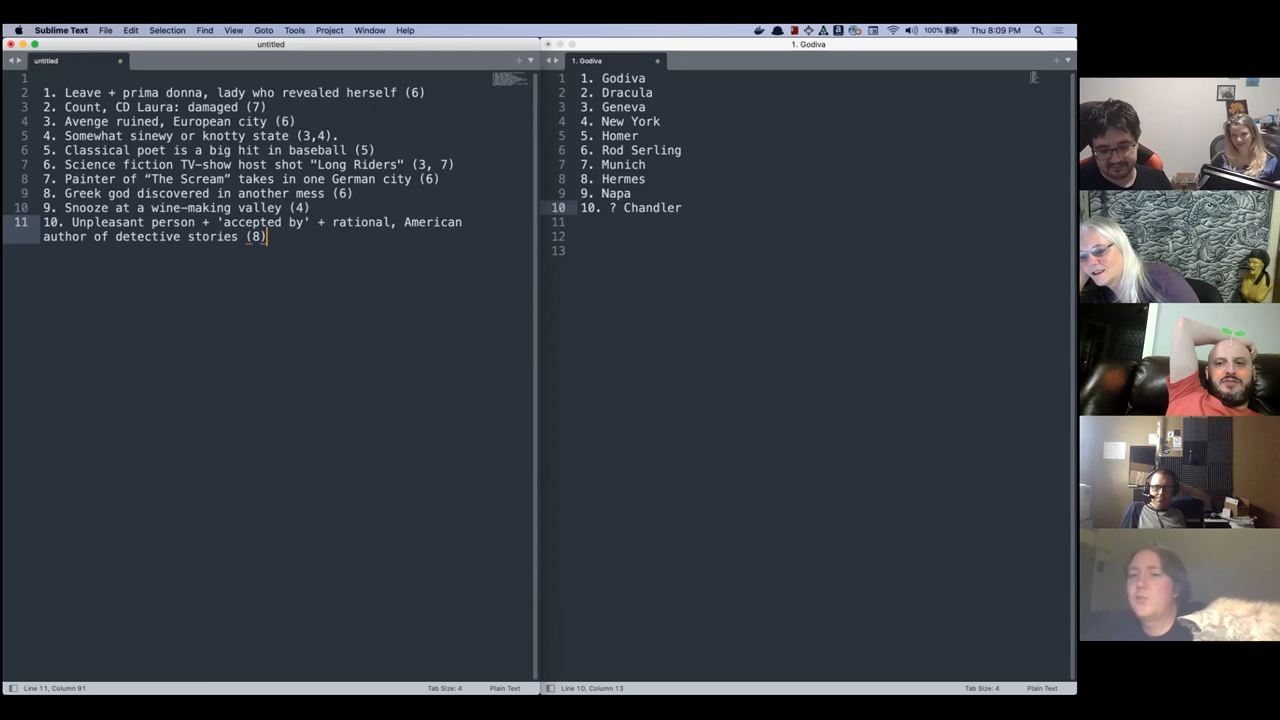 Sublime Text File Edit Selection Find View Goto Tools Project Window Help 100% Thu 8:09 PM
untitled
untitled
1
2 1. Leave + prima donna, lady who revealed herself (6)
3 2. Count, CD Laura: damaged (7)
4 3. Avenge ruined, European city (6)
5 4. Somewhat sinewy or knotty state (3,4).
6 5. Classical poet is a big hit in baseball (5)
7 6. Science fiction TV-show host shot "Long Riders" (3, 7)
8 7. Painter of “The Scream” takes in one German city (6)
9 8. Greek god discovered in another mess (6)
10 9. Snooze at a wine-making valley (4)
11 10. Unpleasant person + 'accepted by' + rational, American
author of detective stories (8)
Line 11, Column 91 Tab Size: 4 Plain Text
1. Godiva
1. Godiva
1 1. Godiva
2 2. Dracula
3 3. Geneva
4 4. New York
5 5. Homer
6 6. Rod Serling
7 7. Munich
8 8. Hermes
9 9. Napa
10 10. ? Chandler
11
12
13
Line 10, Column 13 Tab Size: 4 Plain Text